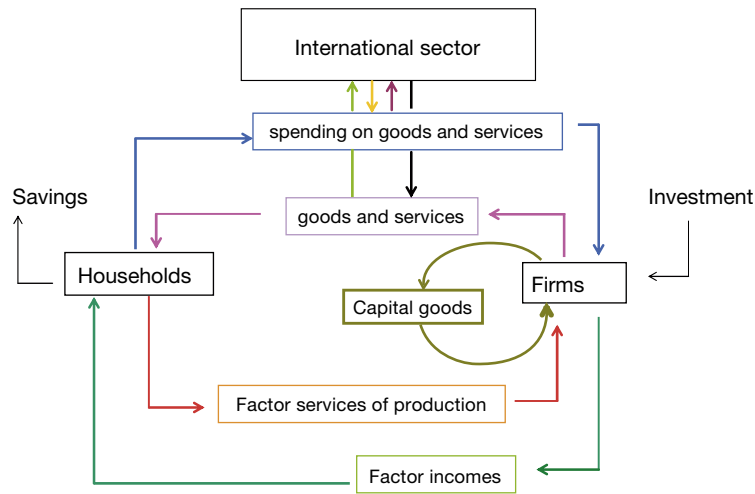 International sector
spending on goods and services
Savings
Investment
goods and services
Households
Firms
Capital goods
Factor services of production
Factor incomes